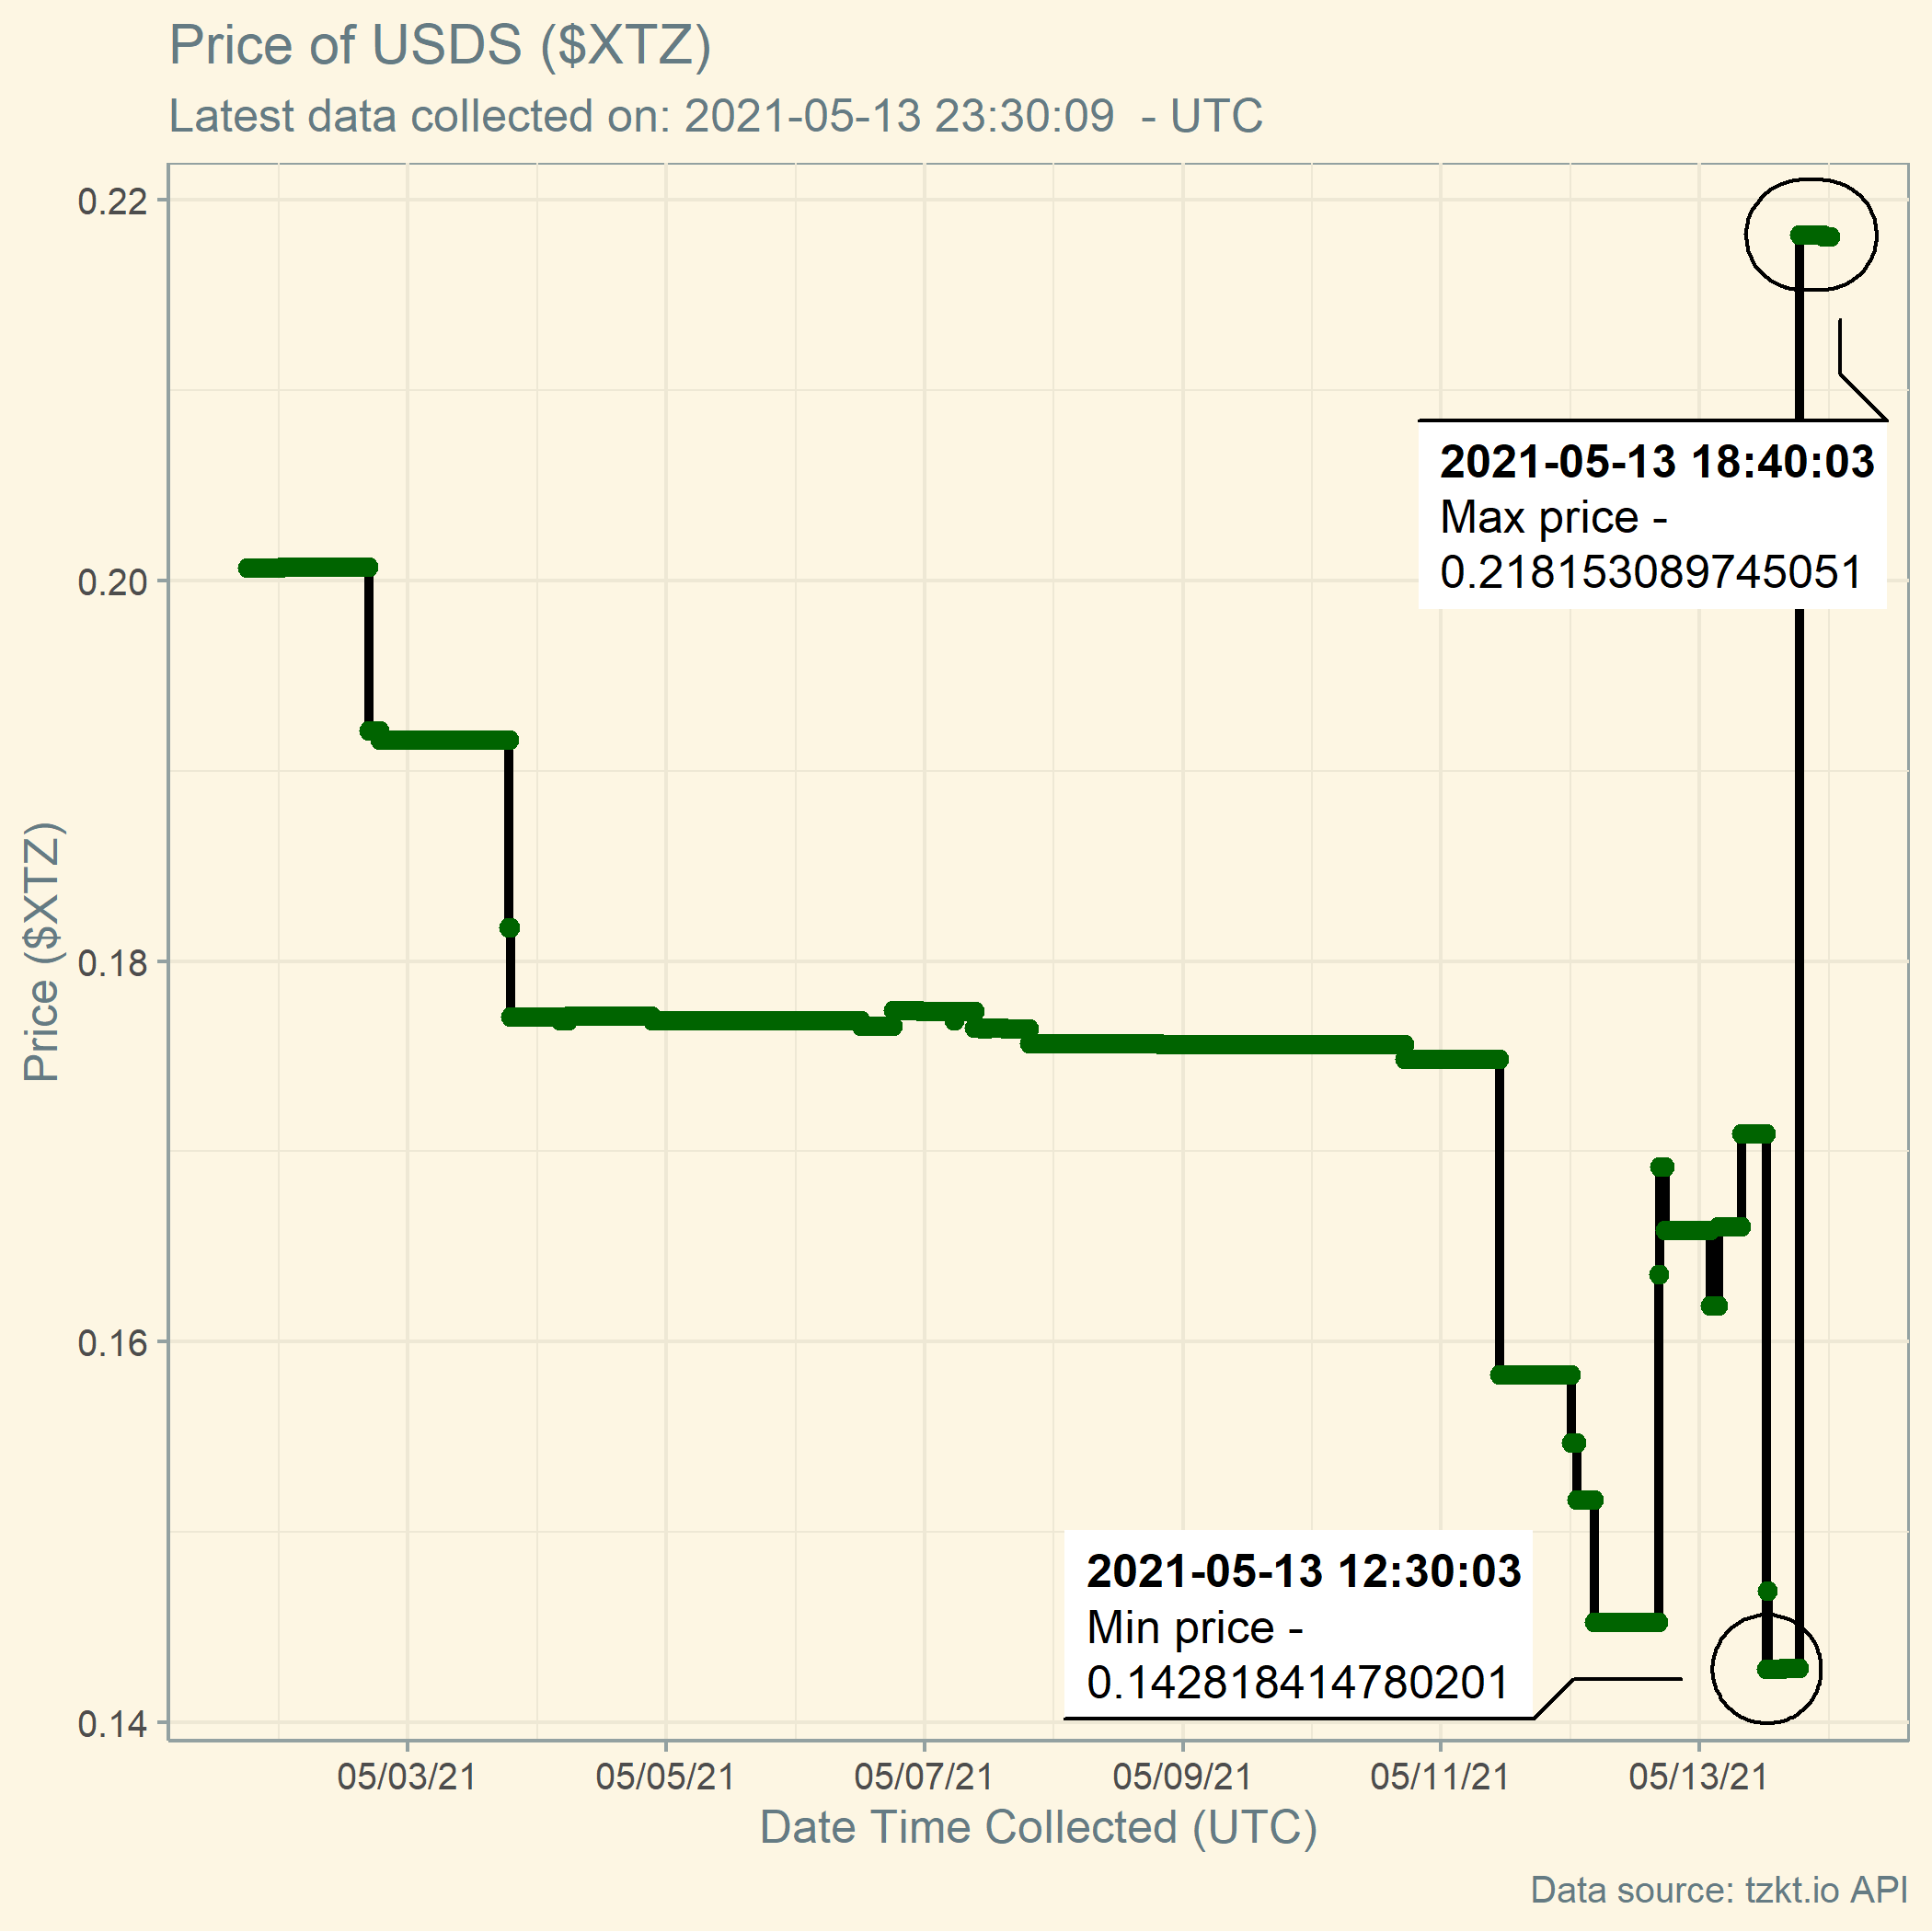 Price of USDS ($XTZ)
Latest data collected on: 2021-05-13 23:30:09  - UTC
0.22
0.20
0.18
0.16
0.14
Price ($XTZ)
2021-05-13 18:40:03
Max price -
0.218153089745051
2021-05-13 12:30:03
Min price -
0.142818414780201
05/03/21
05/05/21
05/07/21
05/09/21
05/11/21
05/13/21
Date Time Collected (UTC)
Data source: tzkt.io API